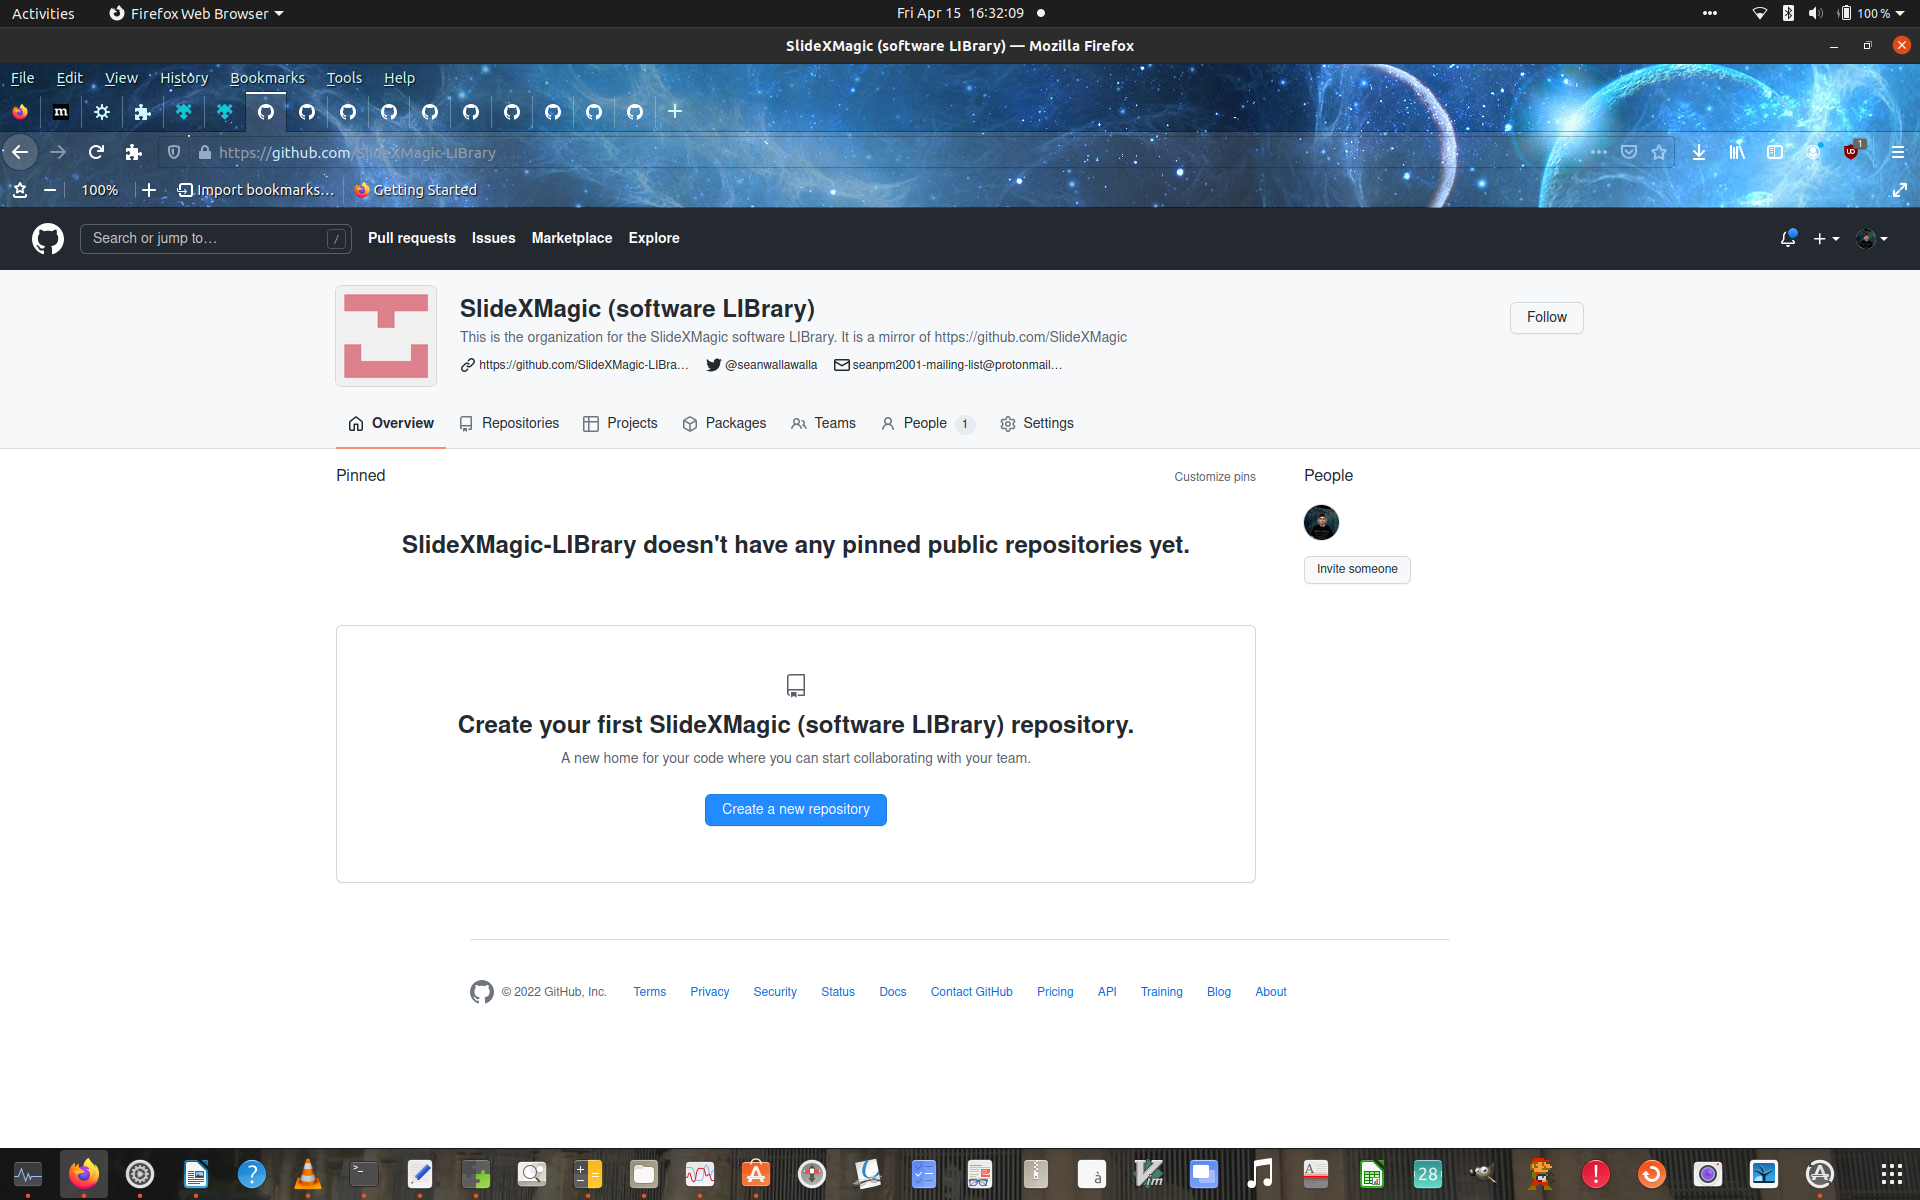 Activities Firefox Web Browser Fri Apr 15 16:32:09 100 %
SlideXMagic (software LIBrary) — Mozilla Firefox
File Edit View History Bookmarks Tools Help
m
https://github.com/SlideXMagic-LIBrary 1
100% Import bookmarks... Getting Started
Search or jump to... / Pull requests Issues Marketplace Explore
SlideXMagic (software LIBrary)
Follow
This is the organization for the SlideXMagic software LIBrary. It is a mirror of https://github.com/SlideXMagic
https://github.com/SlideXMagic-LIBra... @seanwallawalla seanpm2001-mailing-list@protonmail...
Overview Repositories Projects Packages Teams People 1 Settings
Pinned Customize pins People
SlideXMagic-LIBrary doesn't have any pinned public repositories yet.
Invite someone
Create your first SlideXMagic (software LIBrary) repository.
A new home for your code where you can start collaborating with your team.
Create a new repository
© 2022 GitHub, Inc. Terms Privacy Security Status Docs Contact GitHub Pricing API Training Blog About
? >_ à Vim A 28 !